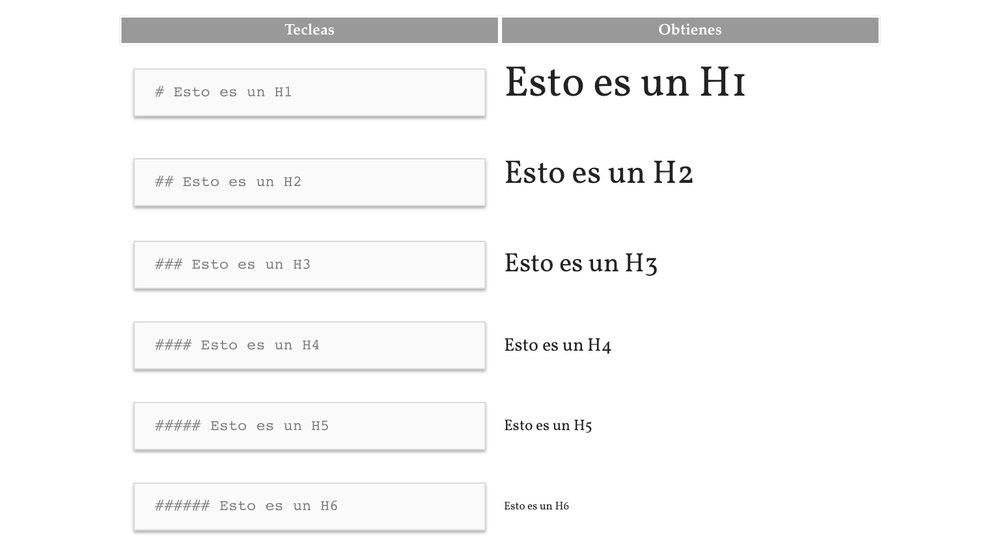 Tecleas Obtienes
# Esto es un H1 Esto es un H1
## Esto es un H2 Esto es un H2
### Esto es un H3 Esto es un H3
#### Esto es un H4 Esto es un H4
##### Esto es un H5 Esto es un H5
###### Esto es un H6 Esto es un H6